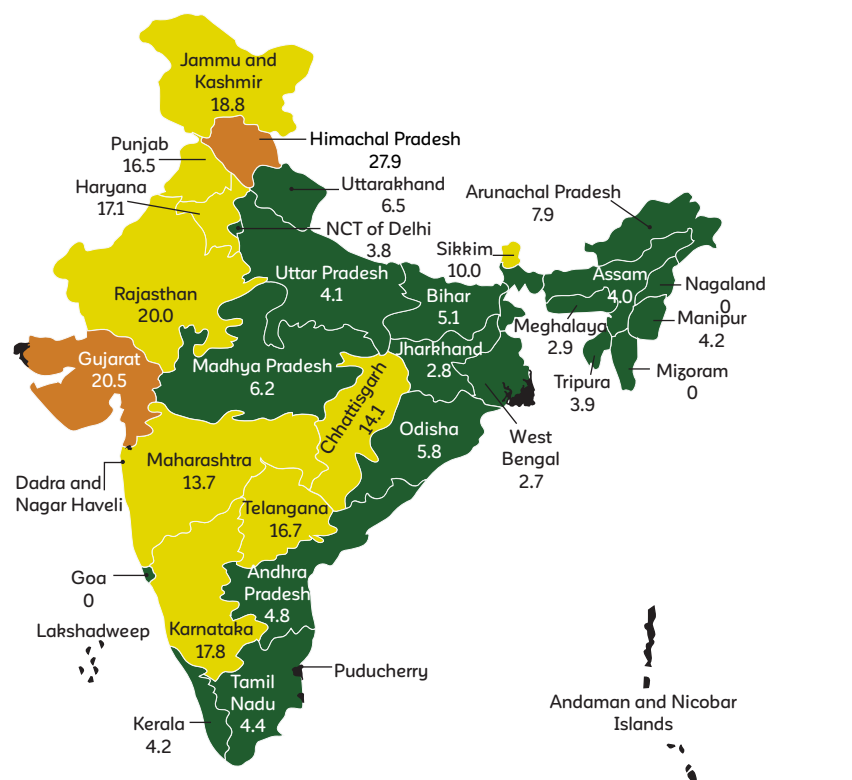 Jammu and
Kashmir
18.8
Himachal Pradesh
27.9
Punjab
16.5
Uttarakhand
6.5
Haryana
17.1
Arunachal Pradesh
7.9
NCT of Delhi
3.8
Sikkim
10.0
Uttar Pradesh
4.1
Assam
4.0
Nagaland
0
Rajasthan
20.0
Bihar
5.1
Meghalaya
2.9
Manipur
4.2
Gujarat
20.5
Madhya Pradesh
6.2
Jharkhand
2.8
Tripura
3.9
Miʒoram
0
Chhattisgarh
14.1
Odisha
5.8
West
Bengal
2.7
Maharashtra
13.7
Dadra and
Nagar Haveli
Telangana
16.7
Goa
0
Andhra
Pradesh
4.8
Lakshadweep
Karnataka
17.8
Puducherry
Tamil
Nadu
4.4
Kerala
4.2
Andaman and Nicobar
Islands